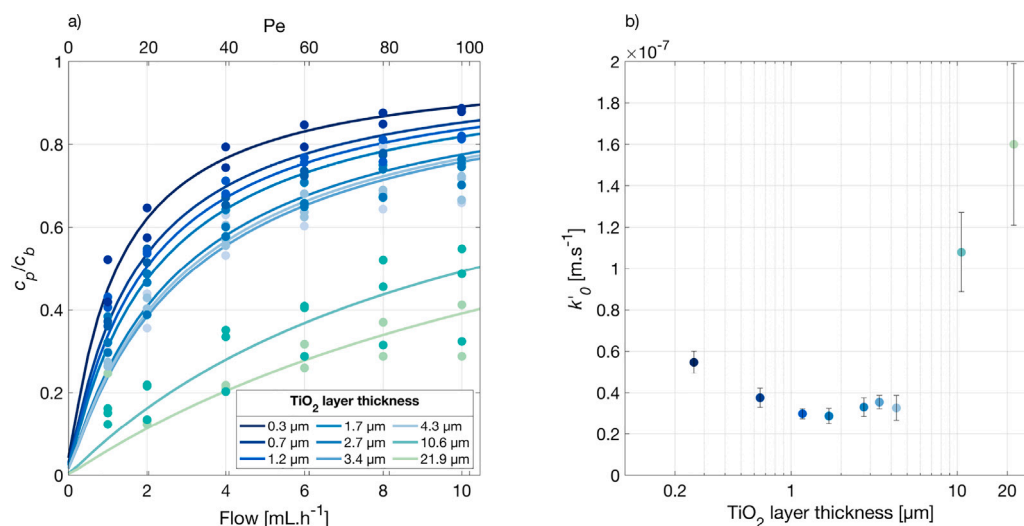 a)
Pe
0 20 40 60 80 100
1
0.8
0.6
0.4
0.2
0
c_p/c_b
0 2 4 6 8 10
Flow [mL.h⁻¹]
TiO₂ layer thickness
0.3 µm 1.7 µm 4.3 µm
0.7 µm 2.7 µm 10.6 µm
1.2 µm 3.4 µm 21.9 µm
b)
×10⁻⁷
2
1.8
1.6
1.4
1.2
1
0.8
0.6
0.4
0.2
0
k'₀ [m.s⁻¹]
0.2 1 2 10 20
TiO₂ layer thickness [µm]